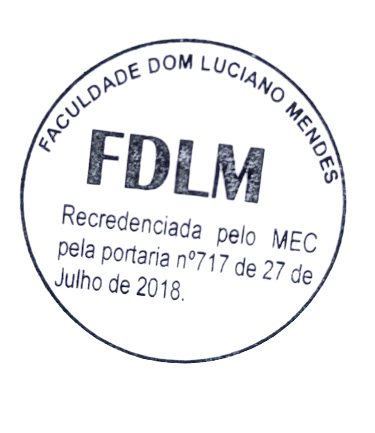 FACULDADE DOM LUCIANO MENDES
FDLM
Recredenciada pelo MEC
pela portaria nº717 de 27 de
Julho de 2018.